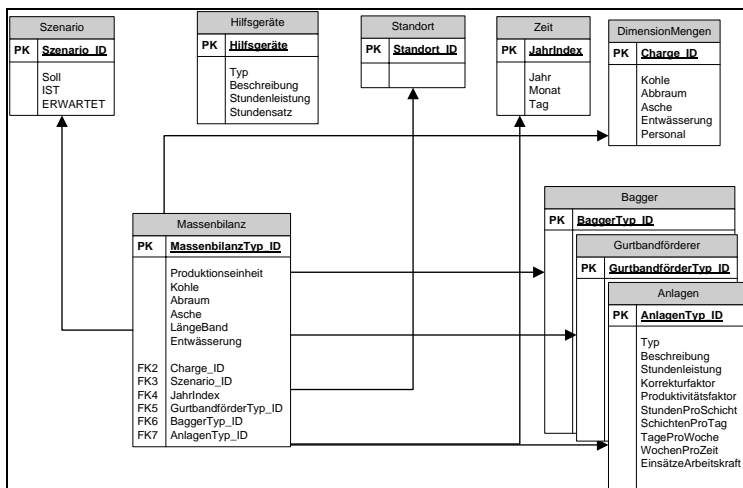 Szenario
PK Szenario_ID
Soll
IST
ERWARTET
Hilfsgeräte
PK Hilfsgeräte
Typ
Beschreibung
Stundenleistung
Stundensatz
Standort
PK Standort_ID
Zeit
PK JahrIndex
Jahr
Monat
Tag
DimensionMengen
PK Charge_ID
Kohle
Abbraum
Asche
Entwässerung
Personal
Massenbilanz
PK MassenbilanzTyp_ID
Produktionseinheit
Kohle
Abraum
Asche
LängeBand
Entwässerung
FK2 Charge_ID
FK3 Szenario_ID
FK4 JahrIndex
FK5 GurtbandförderTyp_ID
FK6 BaggerTyp_ID
FK7 AnlagenTyp_ID
Bagger
PK BaggerTyp_ID
Gurtbandförderer
PK GurtbandförderTyp_ID
Anlagen
PK AnlagenTyp_ID
Typ
Beschreibung
Stundenleistung
Korrekturfaktor
Produktivitätsfaktor
StundenProSchicht
SchichtenProTag
TageProWoche
WochenProZeit
EinsätzeArbeitskraft